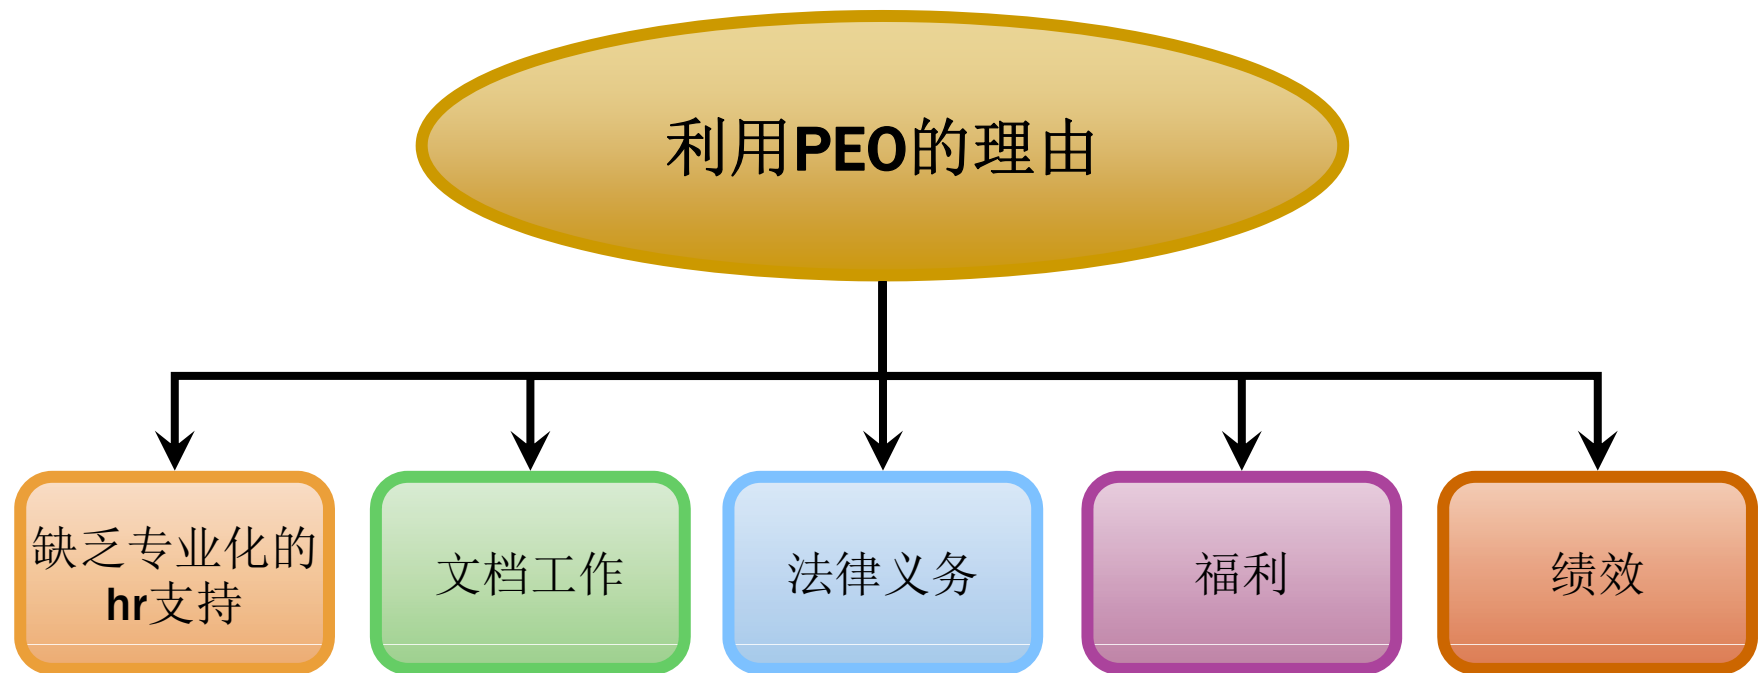 利用PEO的理由
缺乏专业化的
hr支持
文档工作
法律义务
福利
绩效